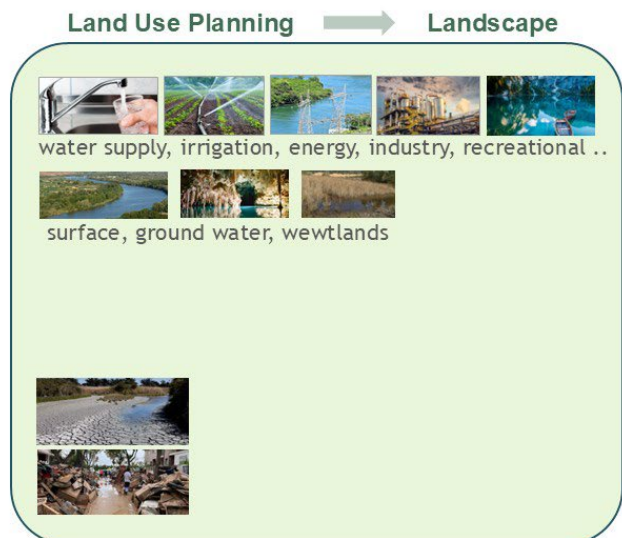 Land Use Planning Landscape
water supply, irrigation, energy, industry, recreational ..
surface, ground water, wewtlands